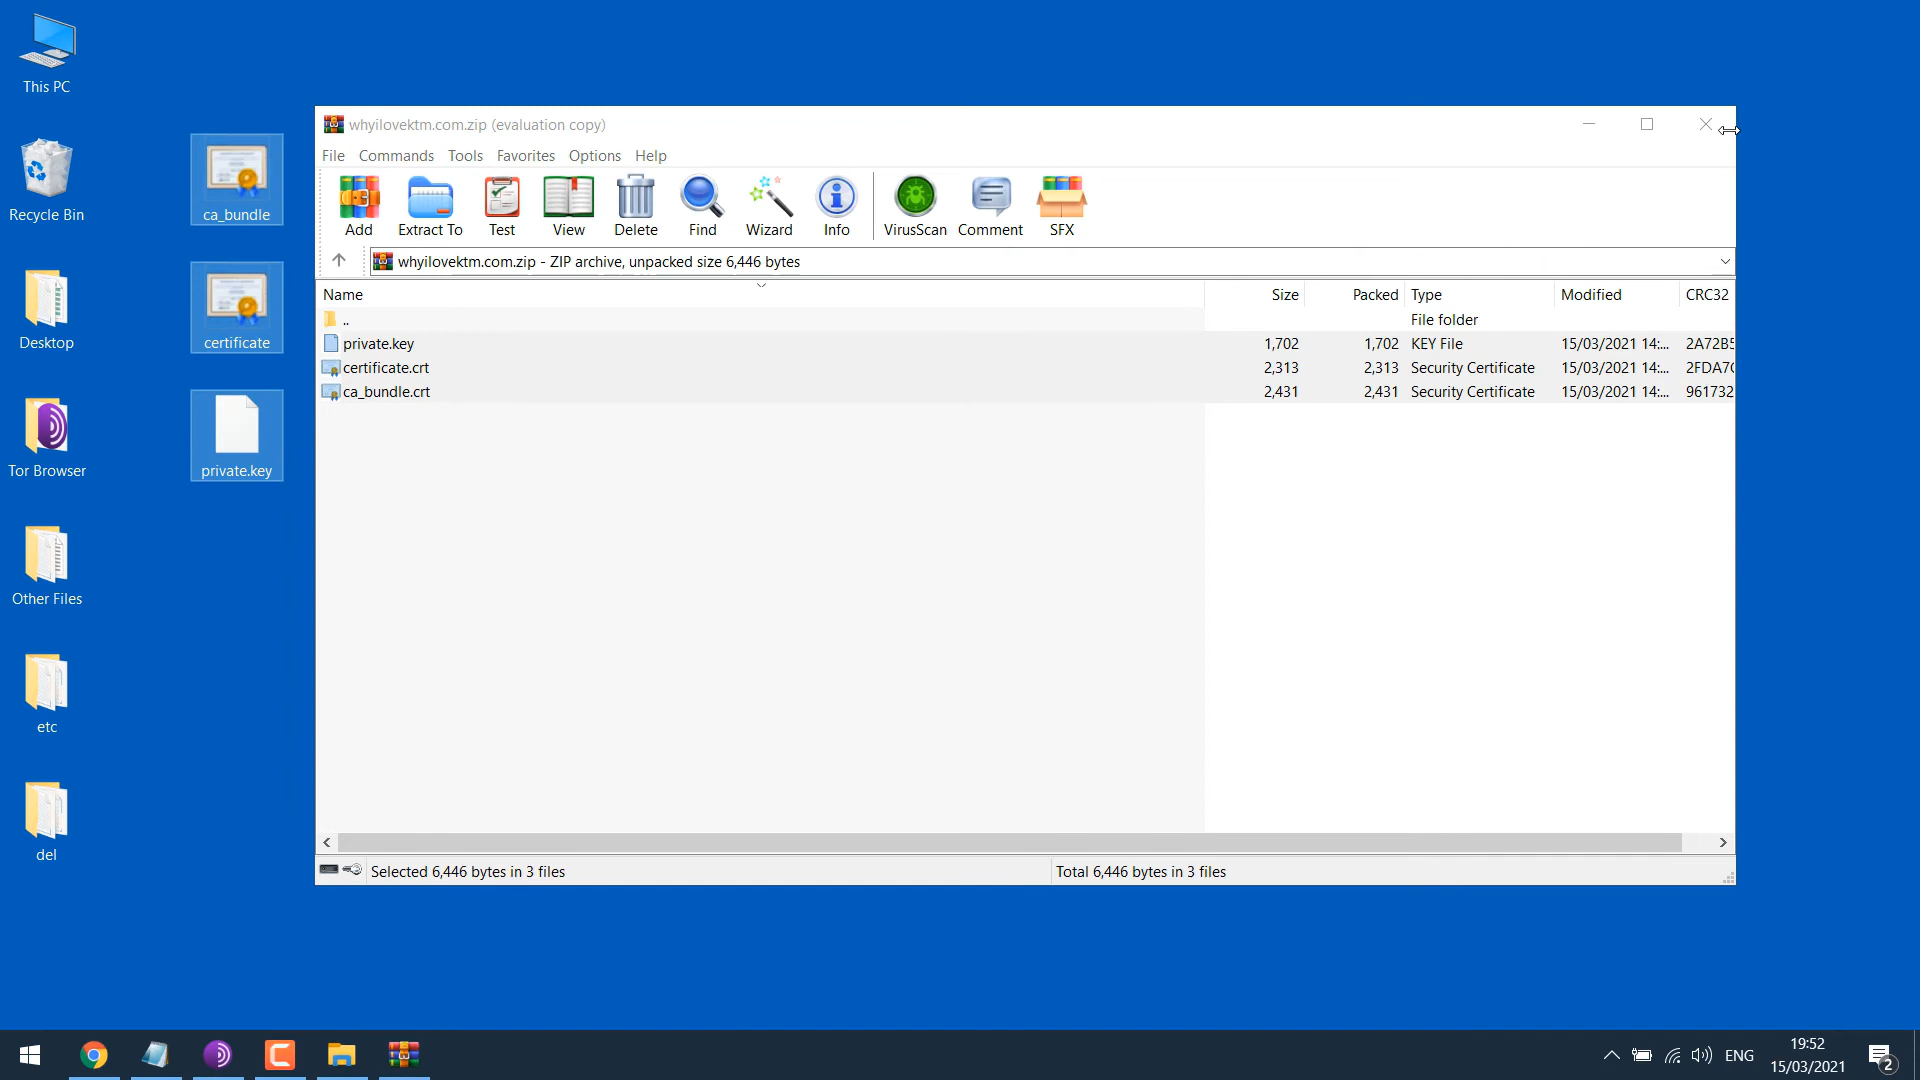 This PC
Recycle Bin
Desktop
Tor Browser
Other Files
etc
del
ca_bundle
certificate
private.key
whyilovektm.com.zip (evaluation copy)
File Commands Tools Favorites Options Help
Add Extract To Test View Delete Find Wizard Info VirusScan Comment SFX
whyilovektm.com.zip - ZIP archive, unpacked size 6,446 bytes
Name Size Packed Type Modified CRC32
.. File folder
private.key 1,702 1,702 KEY File 15/03/2021 14:... 2A72B5
certificate.crt 2,313 2,313 Security Certificate 15/03/2021 14:... 2FDA7
ca_bundle.crt 2,431 2,431 Security Certificate 15/03/2021 14:... 961732
Selected 6,446 bytes in 3 files Total 6,446 bytes in 3 files
ENG
19:52
15/03/2021
2